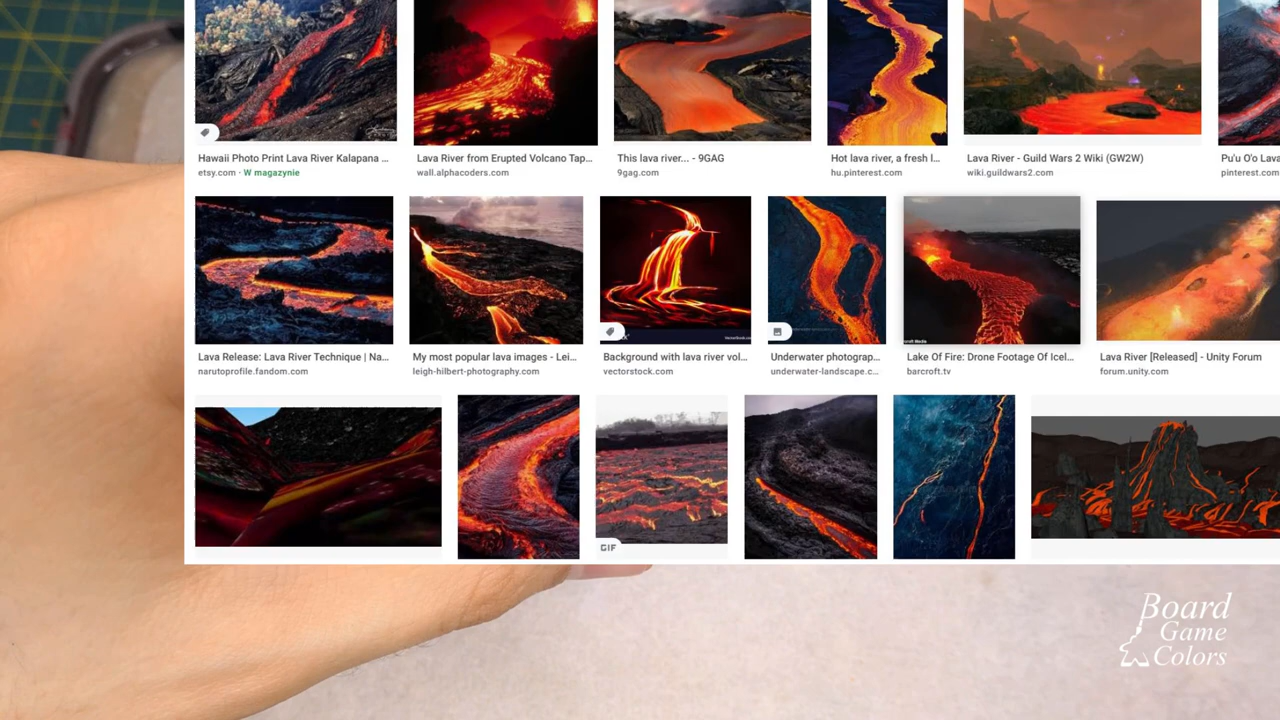 Hawaii Photo Print Lava River Kalapana ...
etsy.com · W magazynie
Lava River from Erupted Volcano Tap...
wall.alphacoders.com
This lava river... - 9GAG
9gag.com
Hot lava river, a fresh l...
hu.pinterest.com
Lava River - Guild Wars 2 Wiki (GW2W)
wiki.guildwars2.com
Pu'u O'o Lava
pinterest.com
Lava Release: Lava River Technique | Na...
narutoprofile.fandom.com
My most popular lava images - Lei...
leigh-hilbert-photography.com
Background with lava river vol...
vectorstock.com
Underwater photograp...
underwater-landscape.c...
Lake Of Fire: Drone Footage Of Icel...
barcroft.tv
Lava River [Released] - Unity Forum
forum.unity.com
GIF
Board
Game
Colors